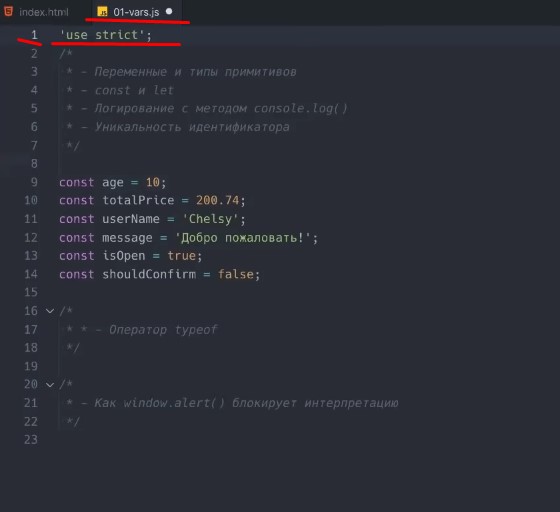 index.html 01-vars.js
1 'use strict';
2 /*
3 * - Переменные и типы примитивов
4 * - const и let
5 * - Логирование с методом console.log()
6 * - Уникальность идентификатора
7 */
8
9 const age = 10;
10 const totalPrice = 200.74;
11 const userName = 'Chelsy';
12 const message = 'Добро пожаловать!';
13 const isOpen = true;
14 const shouldConfirm = false;
15
16 /*
17 * * - Оператор typeof
18 */
19
20 /*
21 * - Как window.alert() блокирует интерпретацию
22 */
23